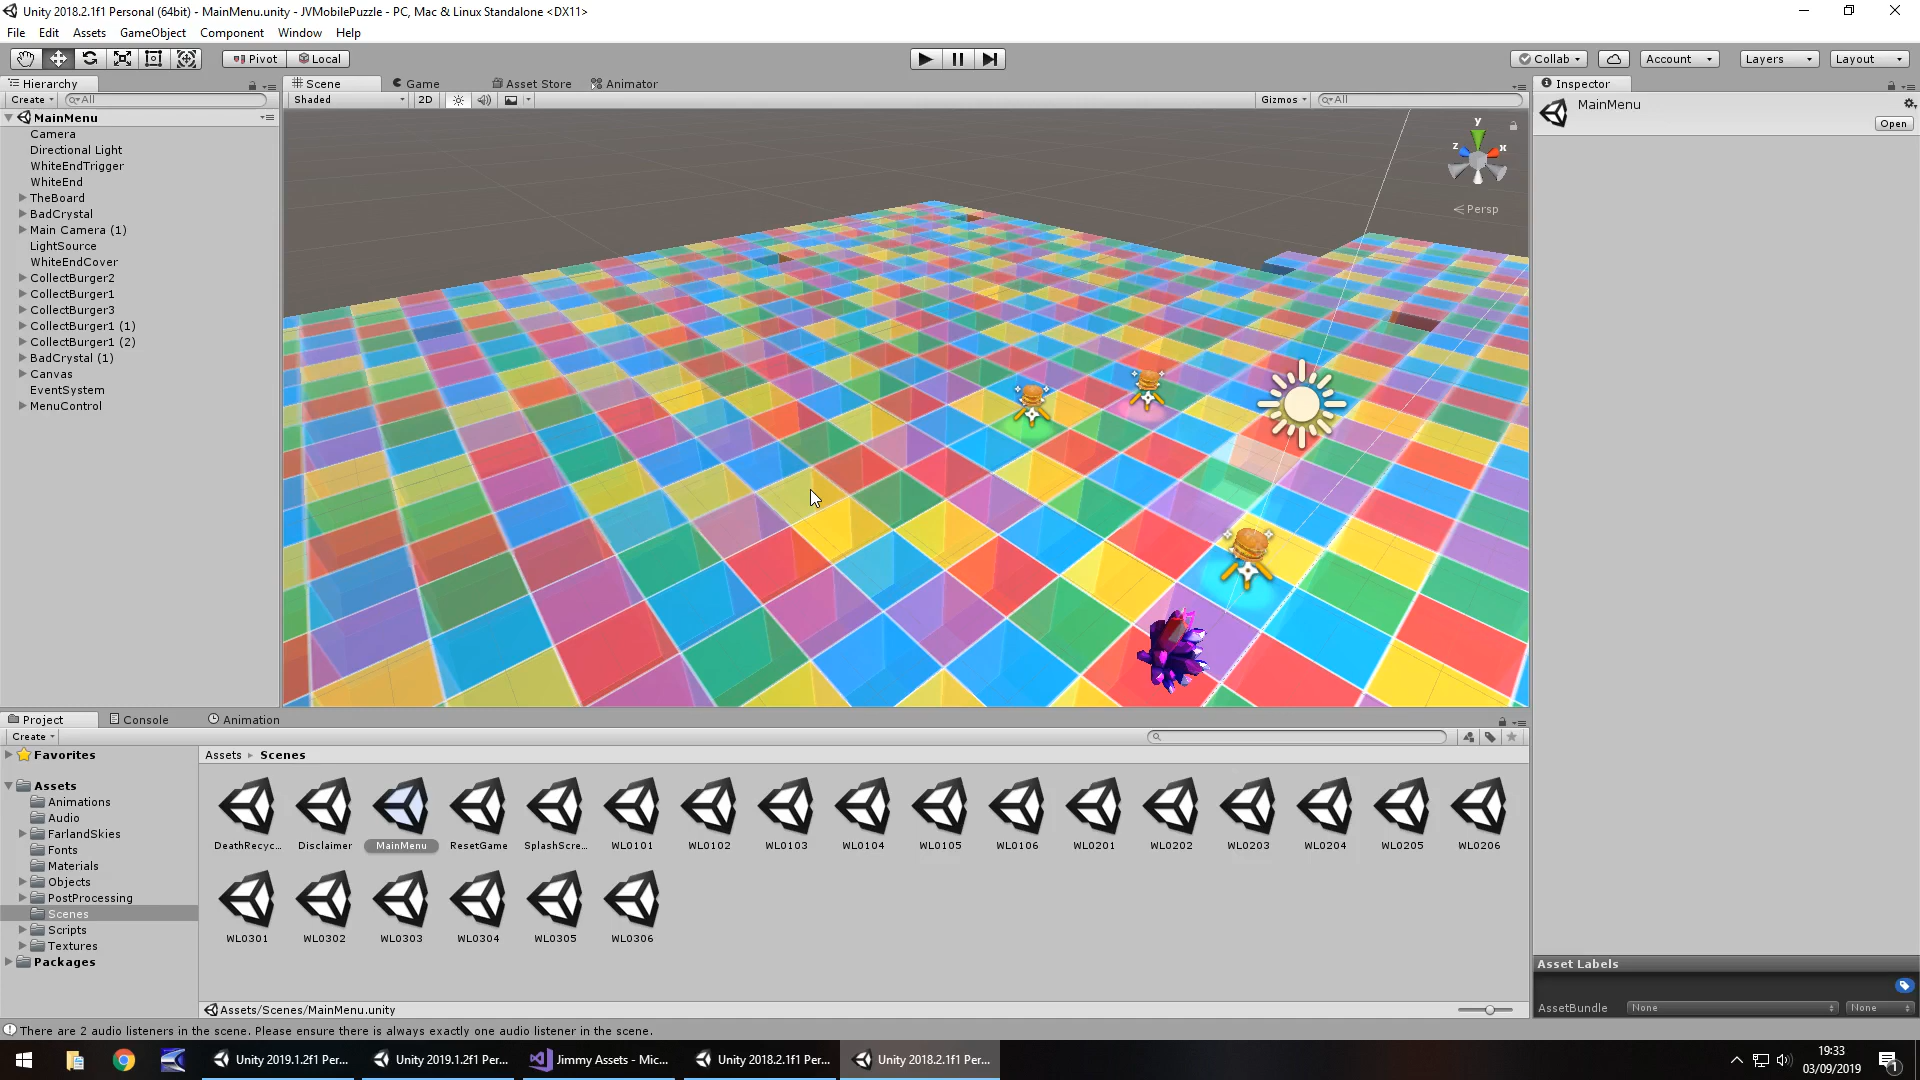 Unity 2018.2.1f1 Personal (64bit) - MainMenu.unity - JVMobilePuzzle - PC, Mac & Linux Standalone <DX11>
File Edit Assets GameObject Component Window Help
Pivot Local Collab Account Layers Layout
Hierarchy
Create All
MainMenu
Camera
Directional Light
WhiteEndTrigger
WhiteEnd
TheBoard
BadCrystal
Main Camera (1)
LightSource
WhiteEndCover
CollectBurger2
CollectBurger1
CollectBurger3
CollectBurger1 (1)
CollectBurger1 (2)
BadCrystal (1)
Canvas
EventSystem
MenuControl
Scene Game Asset Store Animator
Shaded 2D Gizmos All
y
z x
Persp
Inspector
MainMenu
Open
Project Console Animation
Create
Favorites
Assets
Animations
Audio
FarlandSkies
Fonts
Materials
Objects
PostProcessing
Scenes
Scripts
Textures
Packages
Assets Scenes
DeathRecyc... Disclaimer MainMenu ResetGame SplashScre... WL0101 WL0102 WL0103 WL0104 WL0105 WL0106 WL0201 WL0202 WL0203 WL0204 WL0205 WL0206
WL0301 WL0302 WL0303 WL0304 WL0305 WL0306
Assets/Scenes/MainMenu.unity
Asset Labels
AssetBundle None None
There are 2 audio listeners in the scene. Please ensure there is always exactly one audio listener in the scene.
Unity 2019.1.2f1 Per... Unity 2019.1.2f1 Per... Jimmy Assets - Mic... Unity 2018.2.1f1 Per... Unity 2018.2.1f1 Per...
19:33
03/09/2019
1